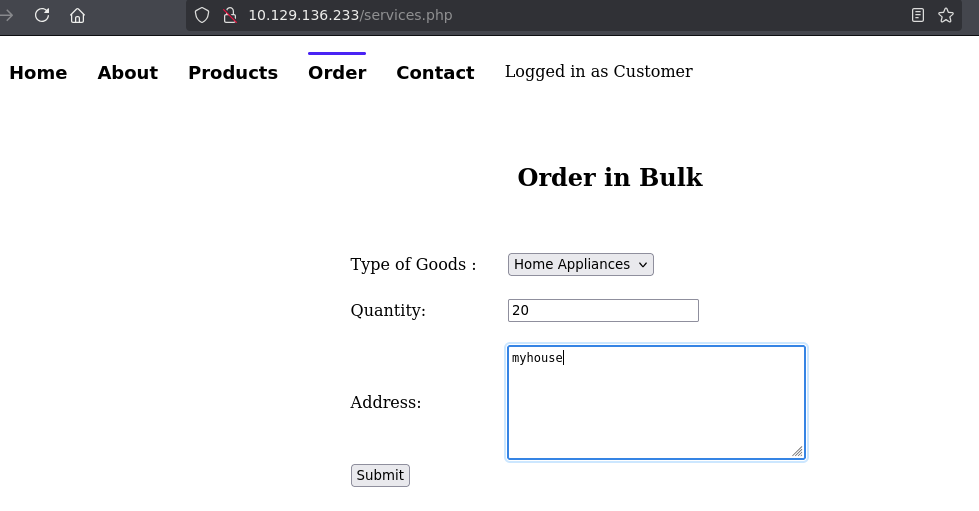 10.129.136.233/services.php
Home About Products Order Contact Logged in as Customer
Order in Bulk
Type of Goods : Home Appliances
Quantity: 20
Address: myhouse
Submit